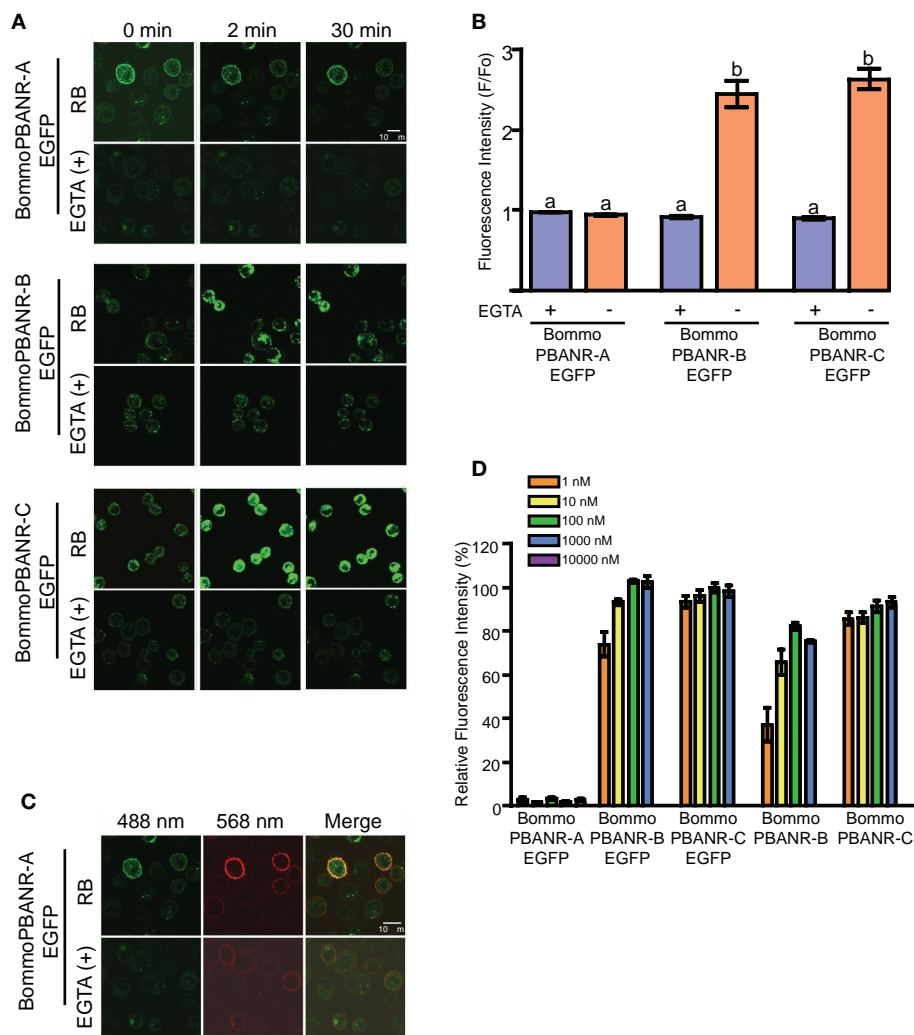 A
0 min 2 min 30 min
BommoPBANR-A
EGFP
RB
10 m
EGTA (+)
BommoPBANR-B
EGFP
RB
EGTA (+)
BommoPBANR-C
EGFP
RB
EGTA (+)
B
Fluorescence Intensity (F/Fo)
3
2
1
a a a b a b
EGTA + - + - + -
Bommo Bommo Bommo
PBANR-A PBANR-B PBANR-C
EGFP EGFP EGFP
C
488 nm 568 nm Merge
BommoPBANR-A
EGFP
RB
10 m
EGTA (+)
D
1 nM
10 nM
100 nM
1000 nM
10000 nM
Relative Fluorescence Intensity (%)
120
100
80
60
40
20
0
Bommo Bommo Bommo Bommo Bommo
PBANR-A PBANR-B PBANR-C PBANR-B PBANR-C
EGFP EGFP EGFP